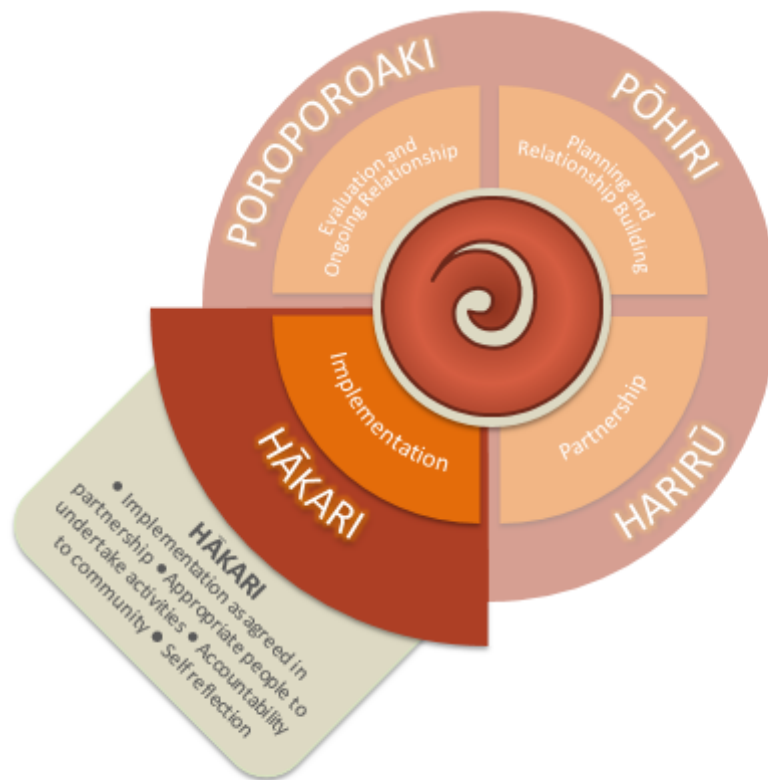 POROPOROAKI
Evaluation and
Ongoing Relationship
PŌHIRI
Planning and
Relationship Building
HĀKARI
Implementation
HARIRŪ
Partnership
HĀKARI
● Implementation as agreed in
partnership ● Appropriate people to
undertake activities ● Accountability
to community ● Self reflection